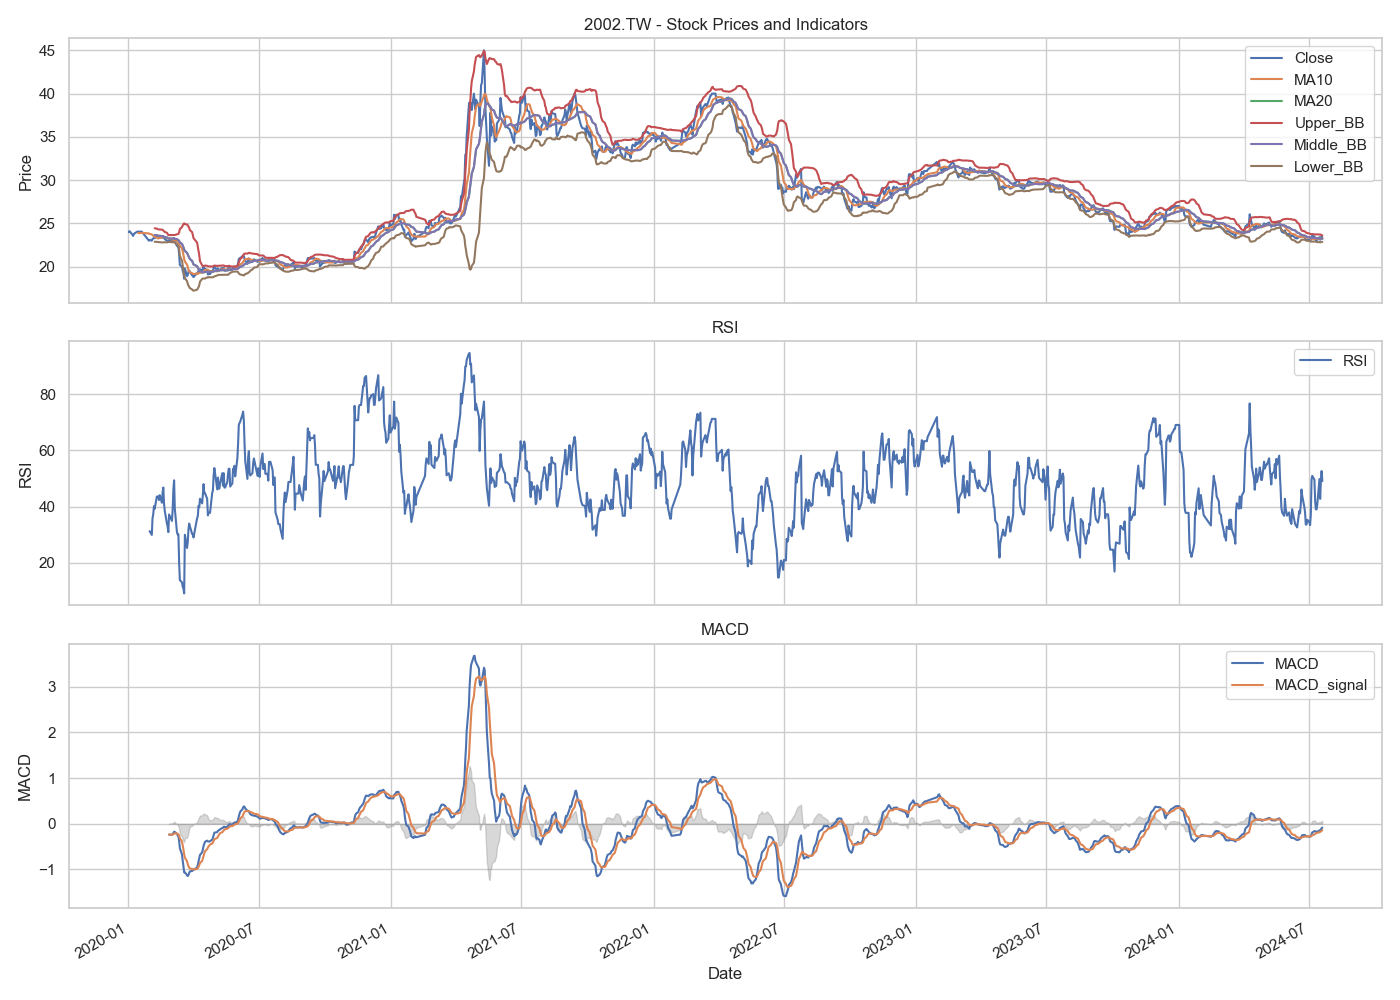 2002.TW - Stock Prices and Indicators
Price
45
40
35
30
25
20
Close
MA10
MA20
Upper_BB
Middle_BB
Lower_BB
RSI
RSI
80
60
40
20
RSI
MACD
MACD
3
2
1
0
−1
MACD
MACD_signal
2020-01
2020-07
2021-01
2021-07
2022-01
2022-07
2023-01
2023-07
2024-01
2024-07
Date